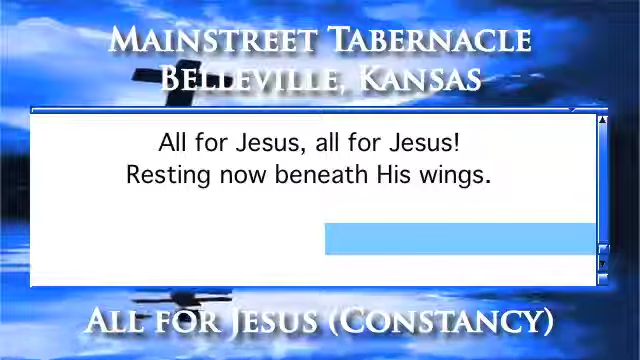 Mainstreet Tabernacle
Belleville, Kansas
All for Jesus, all for Jesus!
Resting now beneath His wings.
All for Jesus (Constancy)